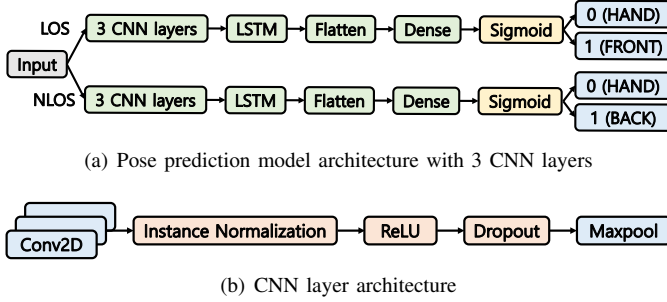 LOS
3 CNN layers
LSTM
Flatten
Dense
Sigmoid
0 (HAND)
1 (FRONT)
Input
NLOS
3 CNN layers
LSTM
Flatten
Dense
Sigmoid
0 (HAND)
1 (BACK)
(a) Pose prediction model architecture with 3 CNN layers
Conv2D
Instance Normalization
ReLU
Dropout
Maxpool
(b) CNN layer architecture